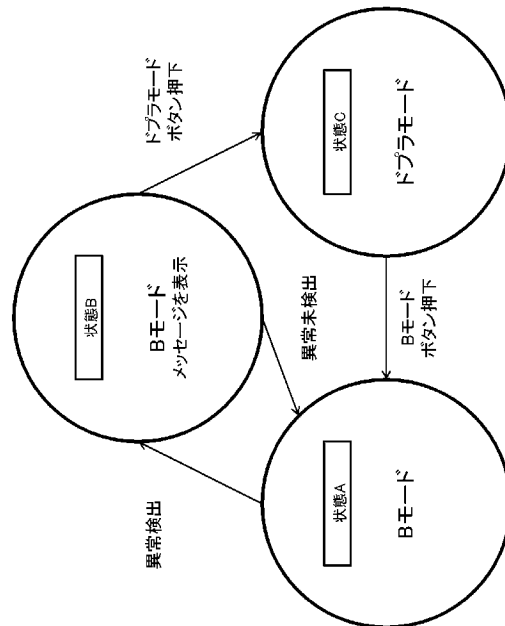 状態B
Bモード
メッセージを表示
異常検出
異常未検出
ドプラモード
ボタン押下
状態A
Bモード
Bモード
ボタン押下
状態C
ドプラモード